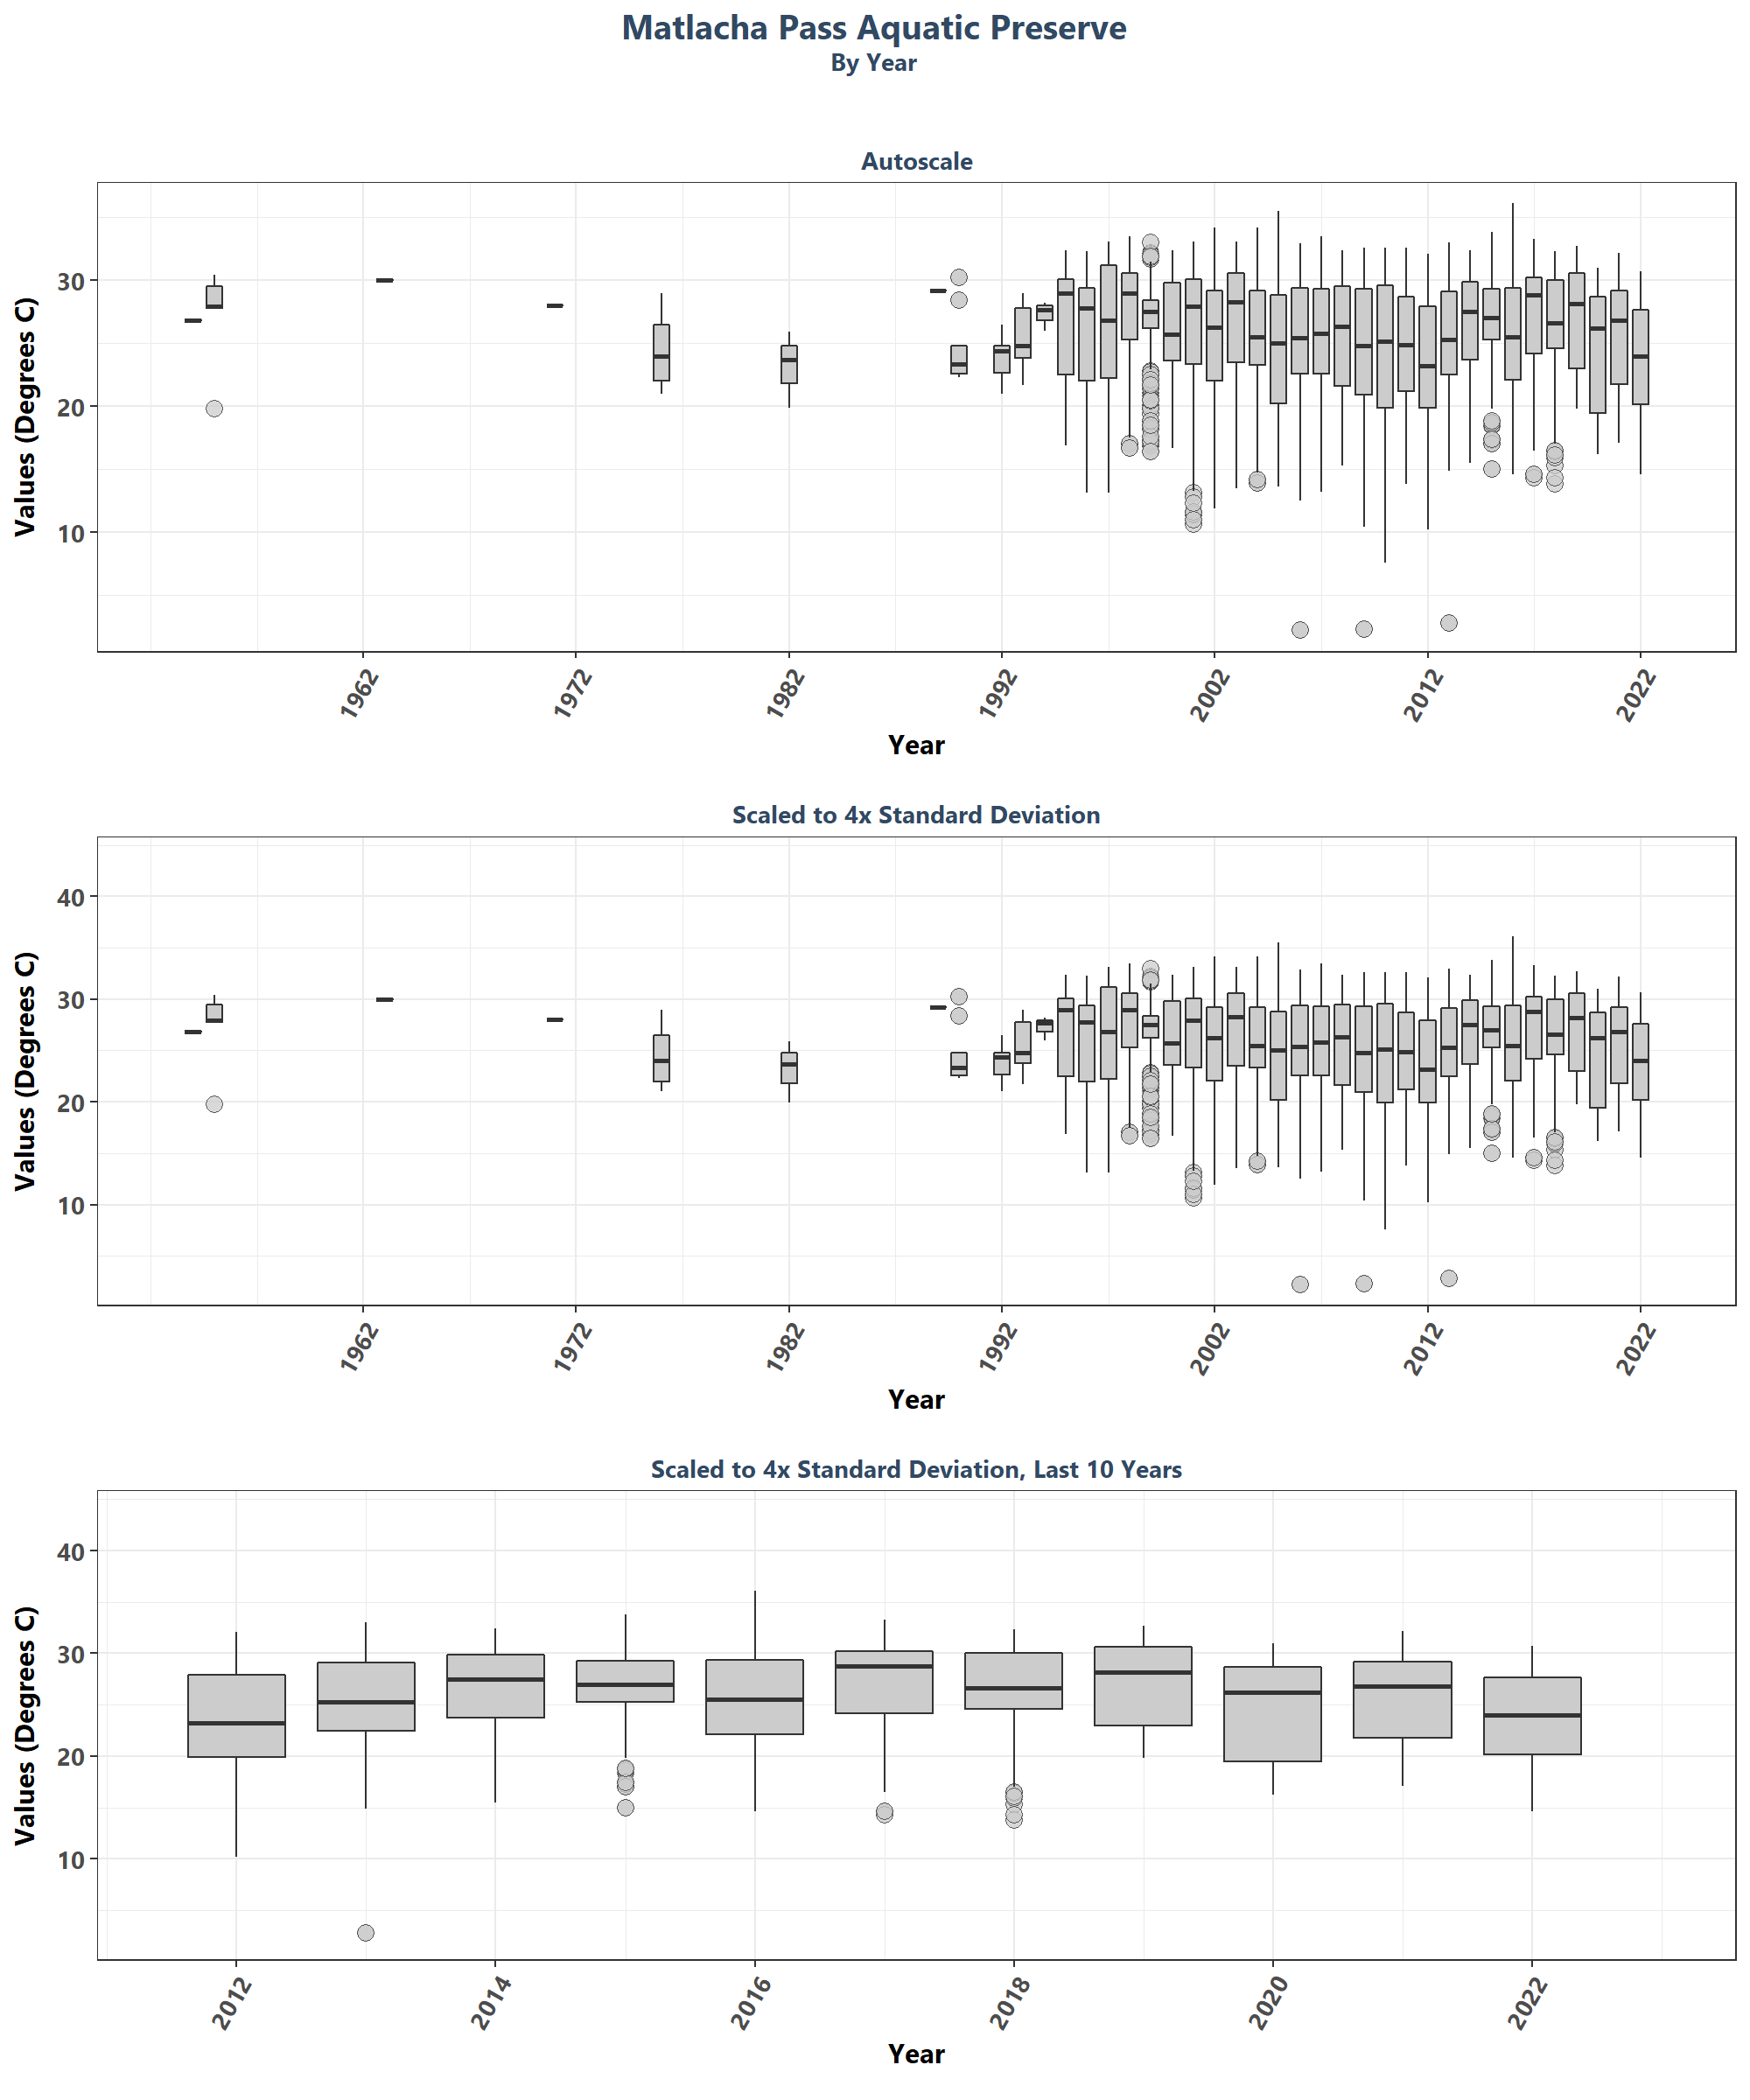 Matlacha Pass Aquatic Preserve
By Year
Autoscale
Values (Degrees C)
30
20
10
1962
1972
1982
1992
2002
2012
2022
Year
Scaled to 4x Standard Deviation
Values (Degrees C)
40
30
20
10
1962
1972
1982
1992
2002
2012
2022
Year
Scaled to 4x Standard Deviation, Last 10 Years
Values (Degrees C)
40
30
20
10
2012
2014
2016
2018
2020
2022
Year